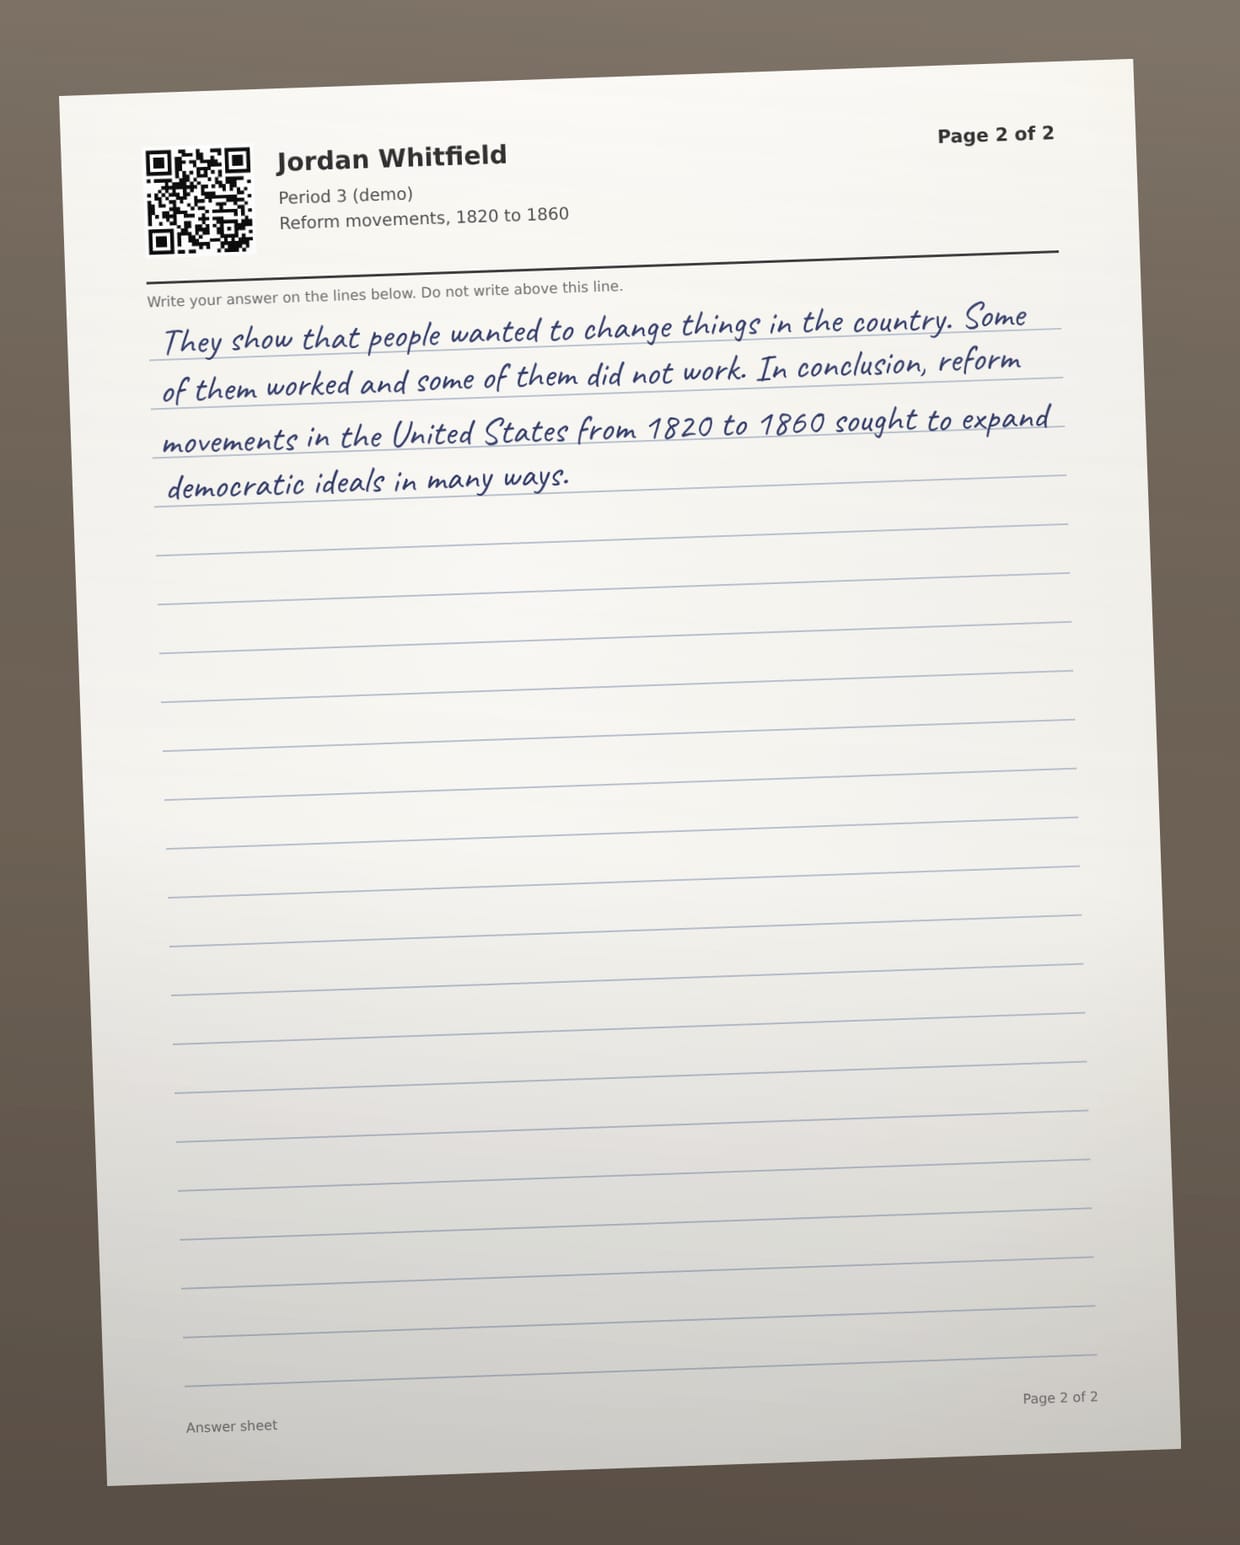 Jordan Whitfield
Page 2 of 2
Period 3 (demo)
Reform movements, 1820 to 1860
Write your answer on the lines below. Do not write above this line.
They show that people wanted to change things in the country. Some
of them worked and some of them did not work. In conclusion, reform
movements in the United States from 1820 to 1860 sought to expand
democratic ideals in many ways.
Answer sheet
Page 2 of 2